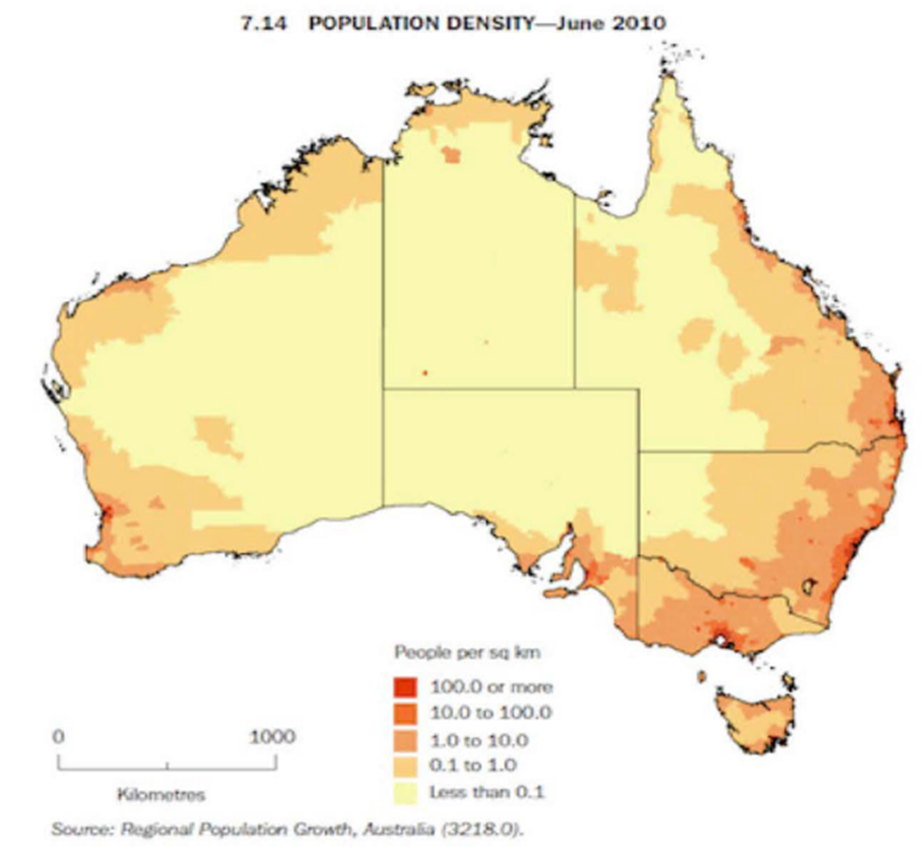 7.14 POPULATION DENSITY—June 2010
People per sq km
100.0 or more
10.0 to 100.0
1.0 to 10.0
0.1 to 1.0
Less than 0.1
0 1000
Kilometres
Source: Regional Population Growth, Australia (3218.0).